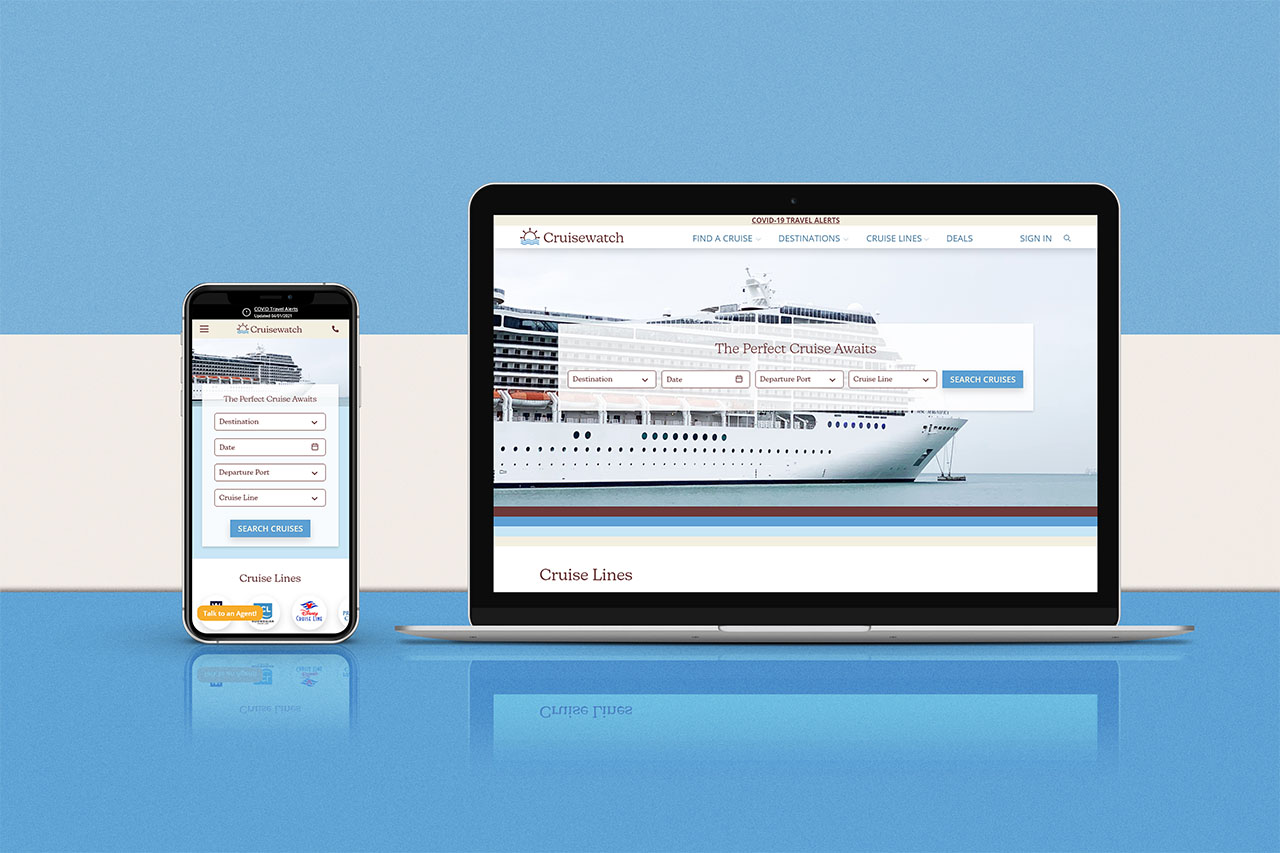 COVID Travel Alerts
Updated 04/01/2021
Cruisewatch
The Perfect Cruise Awaits
Destination
Date
Departure Port
Cruise Line
SEARCH CRUISES
Cruise Lines
Talk to an Agent!
Disney
CRUISE LINE
COVID-19 TRAVEL ALERTS
Cruisewatch FIND A CRUISE DESTINATIONS CRUISE LINES DEALS SIGN IN
The Perfect Cruise Awaits
Destination Date Departure Port Cruise Line SEARCH CRUISES
Cruise Lines